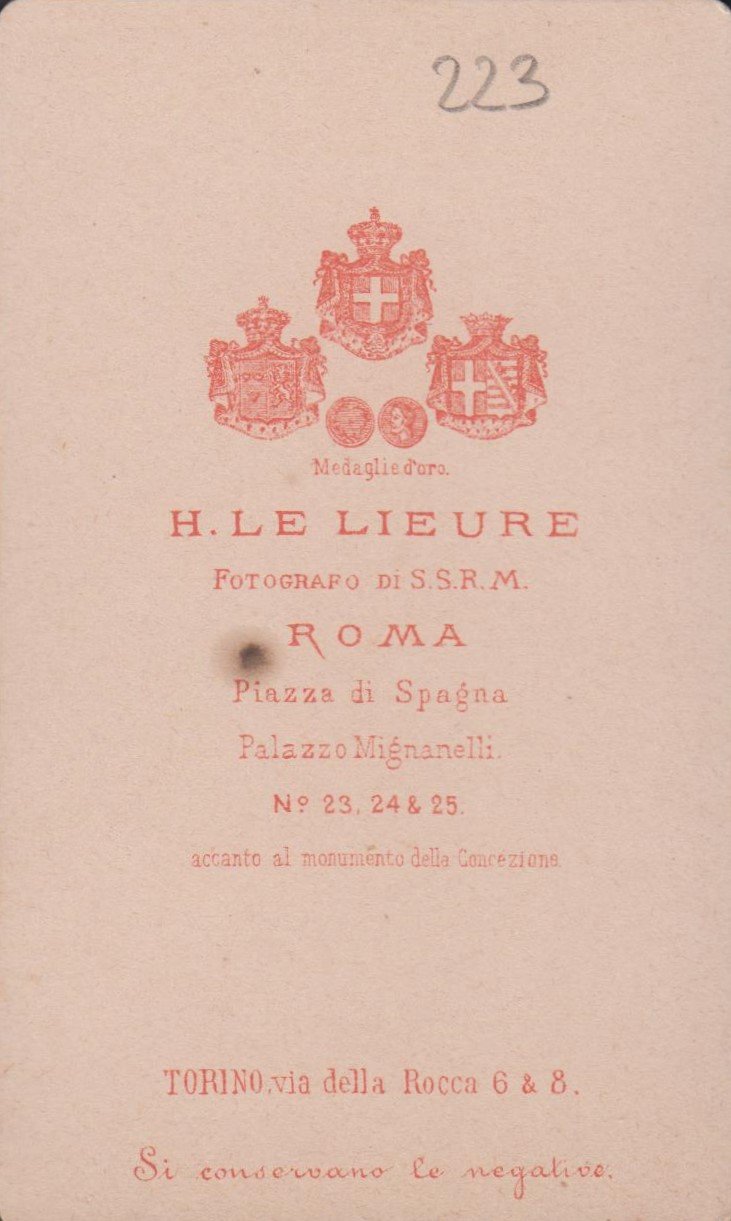 223
Medaglie d'oro.
H. LE LIEURE
FOTOGRAFO DI S.S.R.M.
ROMA
Piazza di Spagna
Palazzo Mignanelli.
Nº 23, 24 & 25.
accanto al monumento della Concezione.
TORINO, via della Rocca 6 & 8.
Si conservano le negative.